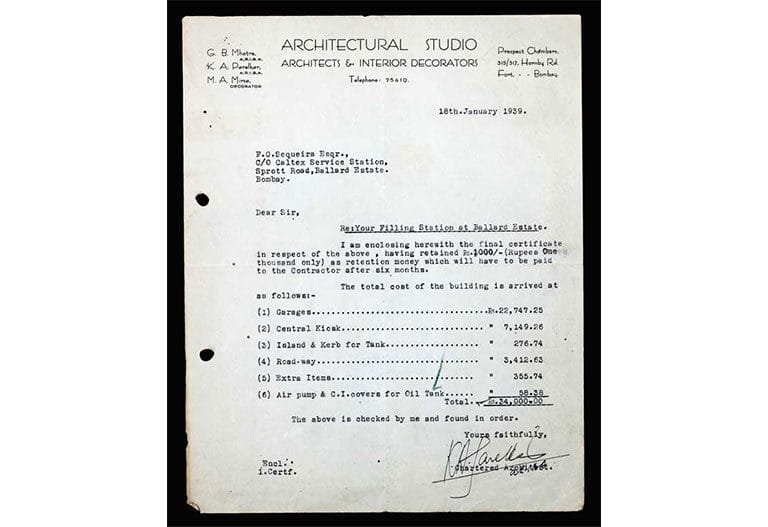 G. B. Mhatre,
A.R.I.B.A.
K. A. Parelkar,
A.R.I.B.A.
M. A. Mirza,
DECORATOR
ARCHITECTURAL STUDIO
ARCHITECTS & INTERIOR DECORATORS
Telephone: 75410.
Prospect Chambers,
315/317, Hornby Rd.
Fort, - - Bombay.
18th.January 1939.
F.O.Sequeira Esqr.,
C/O Caltex Service Station,
Sprott Road,Ballard Estate.
Bombay.
Dear Sir,
Re:Your Filling Station at Ballard Estate.
I am enclosing herewith the final certificate
in respect of the above , having retained Rs.1000/-(Rupees One
thousand only) as retention money which will have to be paid
to the Contractor after six months.
The total cost of the building is arrived at
as follows:-
(1) Garages....................................Rs.22,747.25
(2) Central Kiosk.............................. " 7,149.26
(3) Island & Kerb for Tank..................... " 276.74
(4) Road-way................................... " 3,412.63
(5) Extra Items................................ " 355.74
(6) Air pump & C.I.covers for Oil Tank...... " 58.38
Total. Rs.34,000.00
The above is checked by me and found in order.
Yours faithfully,
K.A.Parelkar
Chartered Architect.
Encl.
1.Certf.